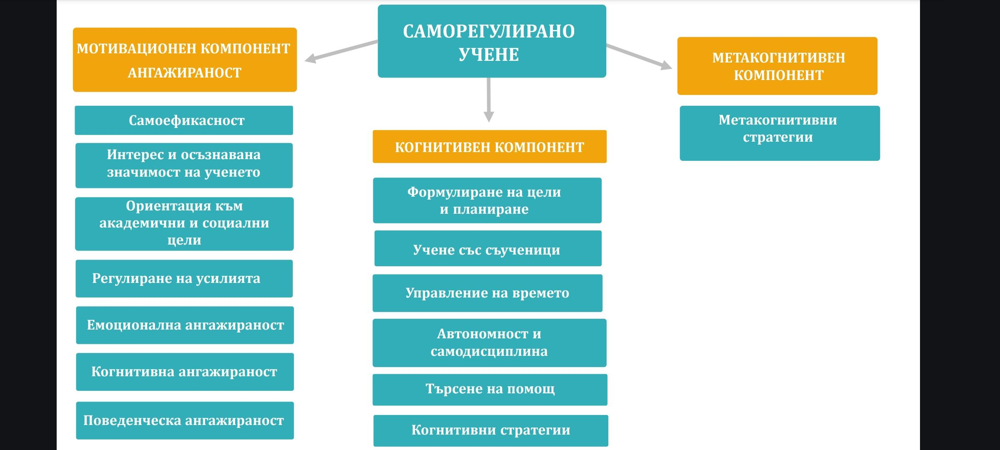 САМОРЕГУЛИРАНО
УЧЕНЕ
МОТИВАЦИОНЕН КОМПОНЕНТ
АНГАЖИРАНОСТ
Самоефикасност
Интерес и осъзнавана
значимост на ученето
Ориентация към
академични и социални
цели
Регулиране на усилията
Емоционална ангажираност
Когнитивна ангажираност
Поведенческа ангажираност
КОГНИТИВЕН КОМПОНЕНТ
Формулиране на цели
и планиране
Учене със съученици
Управление на времето
Автономност и
самодисциплина
Търсене на помощ
Когнитивни стратегии
МЕТАКОГНИТИВЕН
КОМПОНЕНТ
Метакогнитивни
стратегии